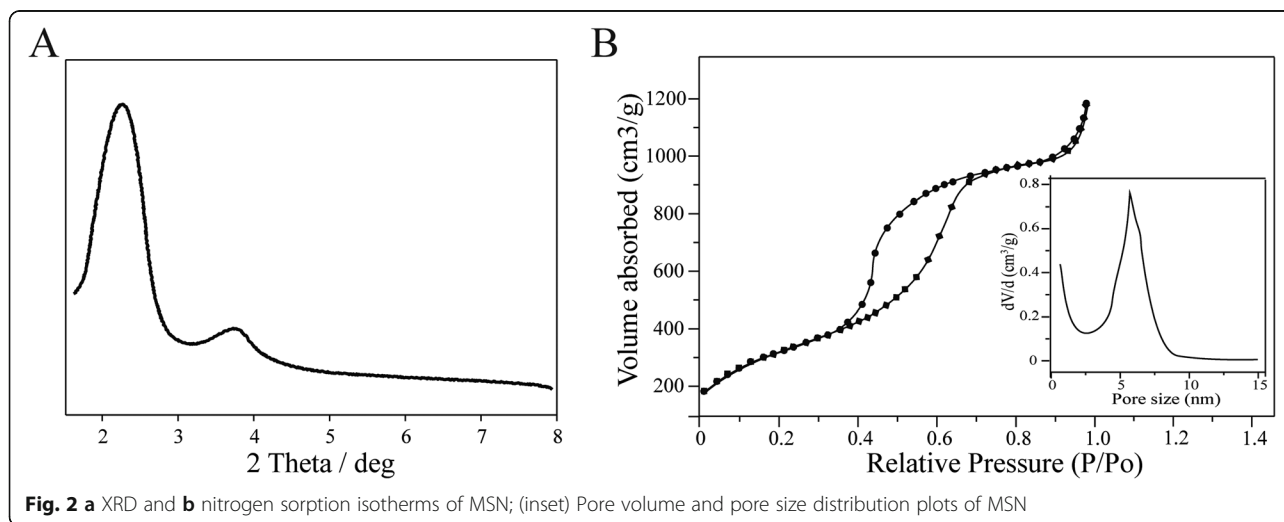 A
2 3 4 5 6 7 8
2 Theta / deg
B
Volume absorbed (cm3/g)
1200
1000
800
600
400
200
0 0.2 0.4 0.6 0.8 1.0 1.2 1.4
Relative Pressure (P/Po)
dV/d (cm³/g)
0.8
0.6
0.4
0.2
0
0 5 10 15
Pore size (nm)
Fig. 2 a XRD and b nitrogen sorption isotherms of MSN; (inset) Pore volume and pore size distribution plots of MSN